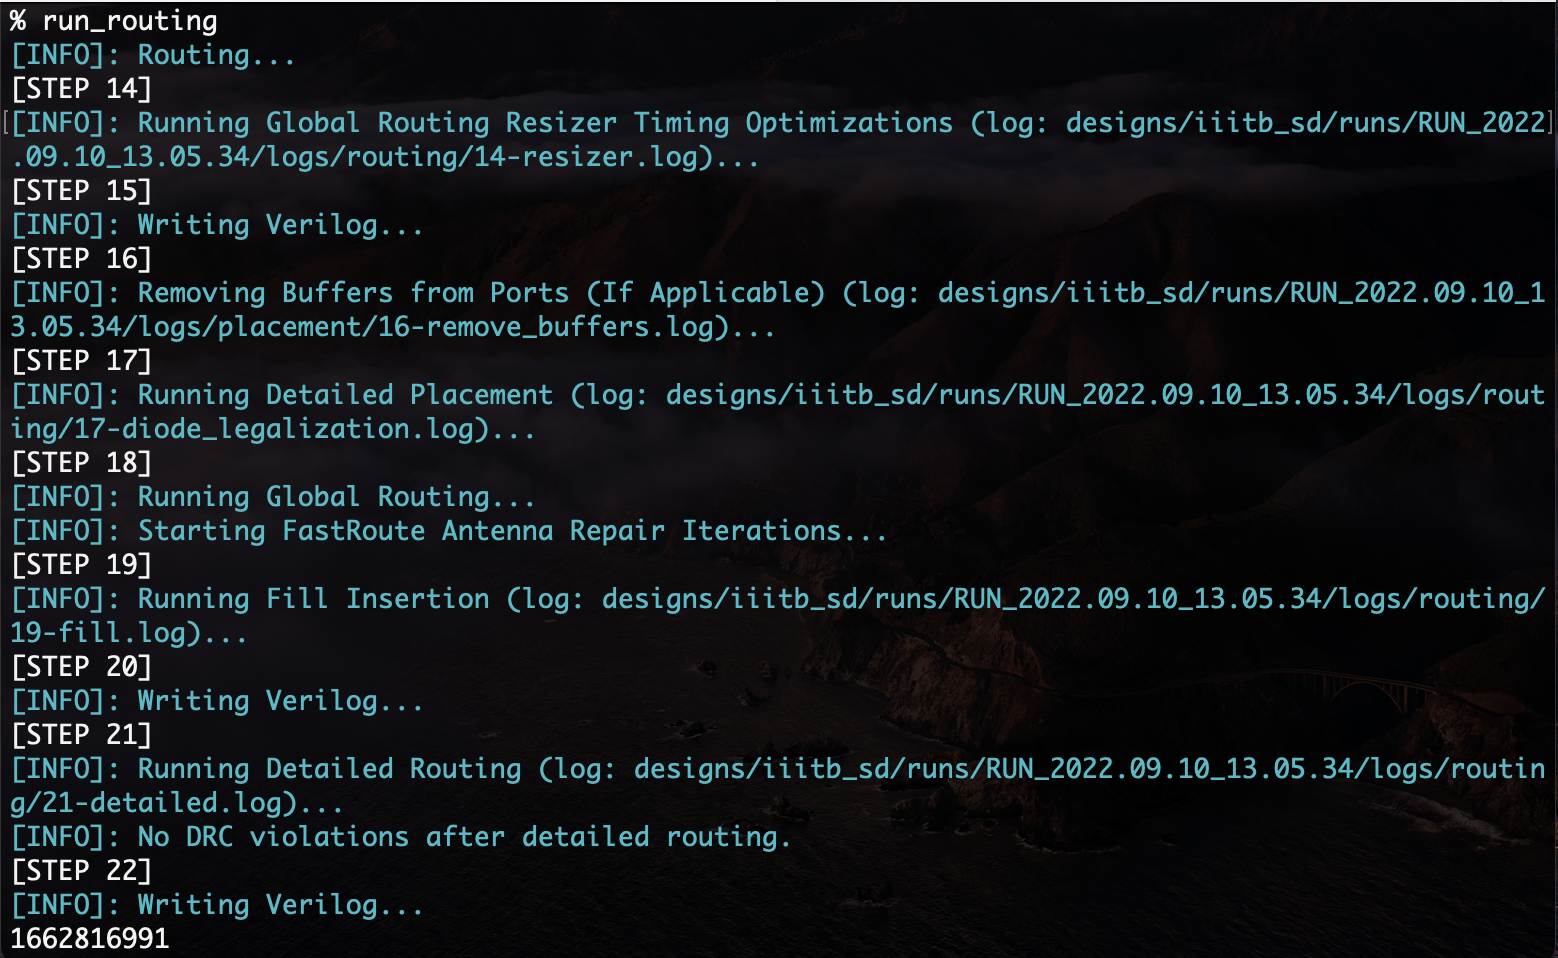 % run_routing
[INFO]: Routing...
[STEP 14]
[[INFO]: Running Global Routing Resizer Timing Optimizations (log: designs/iiitb_sd/runs/RUN_2022]
.09.10_13.05.34/logs/routing/14-resizer.log)...
[STEP 15]
[INFO]: Writing Verilog...
[STEP 16]
[INFO]: Removing Buffers from Ports (If Applicable) (log: designs/iiitb_sd/runs/RUN_2022.09.10_1
3.05.34/logs/placement/16-remove_buffers.log)...
[STEP 17]
[INFO]: Running Detailed Placement (log: designs/iiitb_sd/runs/RUN_2022.09.10_13.05.34/logs/rout
ing/17-diode_legalization.log)...
[STEP 18]
[INFO]: Running Global Routing...
[INFO]: Starting FastRoute Antenna Repair Iterations...
[STEP 19]
[INFO]: Running Fill Insertion (log: designs/iiitb_sd/runs/RUN_2022.09.10_13.05.34/logs/routing/
19-fill.log)...
[STEP 20]
[INFO]: Writing Verilog...
[STEP 21]
[INFO]: Running Detailed Routing (log: designs/iiitb_sd/runs/RUN_2022.09.10_13.05.34/logs/routin
g/21-detailed.log)...
[INFO]: No DRC violations after detailed routing.
[STEP 22]
[INFO]: Writing Verilog...
1662816991